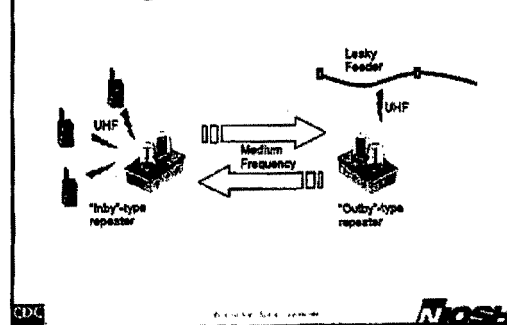 Leaky
Feeder
UHF
UHF
Medium
Frequency
"Inby"-type
repeater
"Outby"-type
repeater
CDC
NIOSH